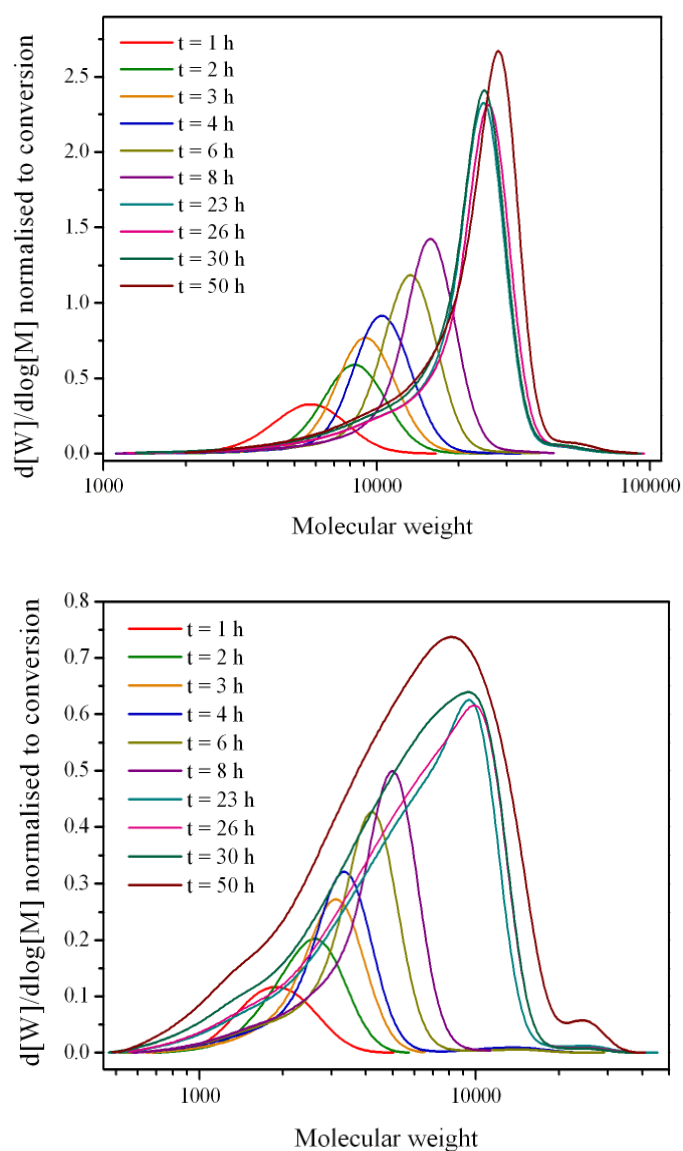 d[W]/dlog[M] normalised to conversion
2.5
2.0
1.5
1.0
0.5
0.0
t = 1 h
t = 2 h
t = 3 h
t = 4 h
t = 6 h
t = 8 h
t = 23 h
t = 26 h
t = 30 h
t = 50 h
1000 10000 100000
Molecular weight
d[W]/dlog[M] normalised to conversion
0.8
0.7
0.6
0.5
0.4
0.3
0.2
0.1
0.0
t = 1 h
t = 2 h
t = 3 h
t = 4 h
t = 6 h
t = 8 h
t = 23 h
t = 26 h
t = 30 h
t = 50 h
1000 10000
Molecular weight